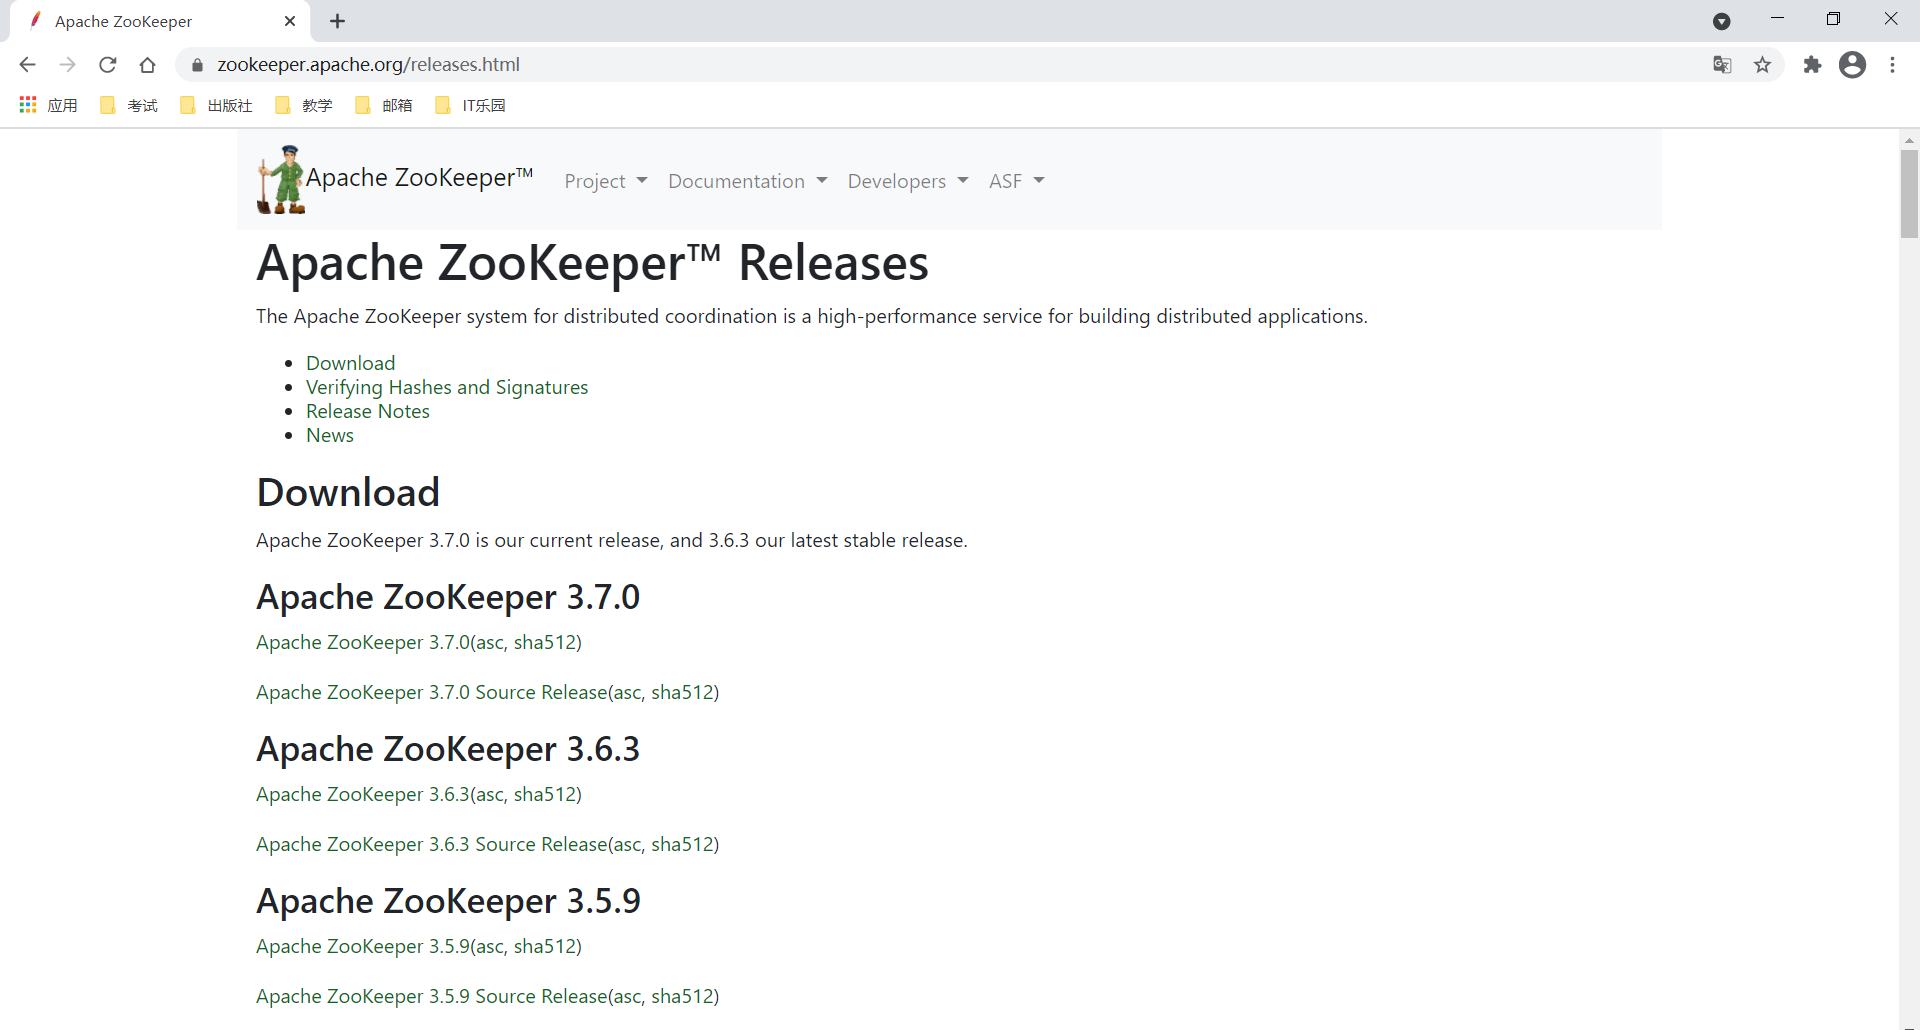 Apache ZooKeeper
zookeeper.apache.org/releases.html
应用 考试 出版社 教学 邮箱 IT乐园
Apache ZooKeeper™ Project Documentation Developers ASF
Apache ZooKeeper™ Releases
The Apache ZooKeeper system for distributed coordination is a high-performance service for building distributed applications.
Download
Verifying Hashes and Signatures
Release Notes
News
Download
Apache ZooKeeper 3.7.0 is our current release, and 3.6.3 our latest stable release.
Apache ZooKeeper 3.7.0
Apache ZooKeeper 3.7.0(asc, sha512)
Apache ZooKeeper 3.7.0 Source Release(asc, sha512)
Apache ZooKeeper 3.6.3
Apache ZooKeeper 3.6.3(asc, sha512)
Apache ZooKeeper 3.6.3 Source Release(asc, sha512)
Apache ZooKeeper 3.5.9
Apache ZooKeeper 3.5.9(asc, sha512)
Apache ZooKeeper 3.5.9 Source Release(asc, sha512)